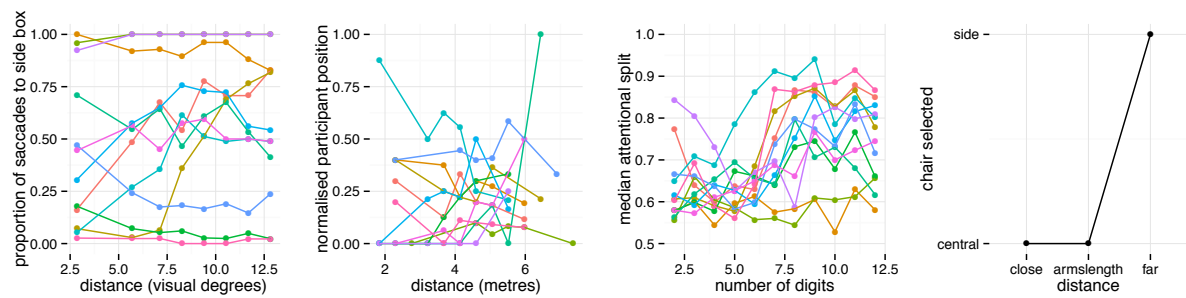 proportion of saccades to side box
1.00
0.75
0.50
0.25
0.00
2.5 5.0 7.5 10.0 12.5
distance (visual degrees)
normalised participant position
1.00
0.75
0.50
0.25
0.00
2 4 6
distance (metres)
median attentional split
1.0
0.9
0.8
0.7
0.6
0.5
2.5 5.0 7.5 10.0 12.5
number of digits
chair selected
side
central
close armslength far
distance